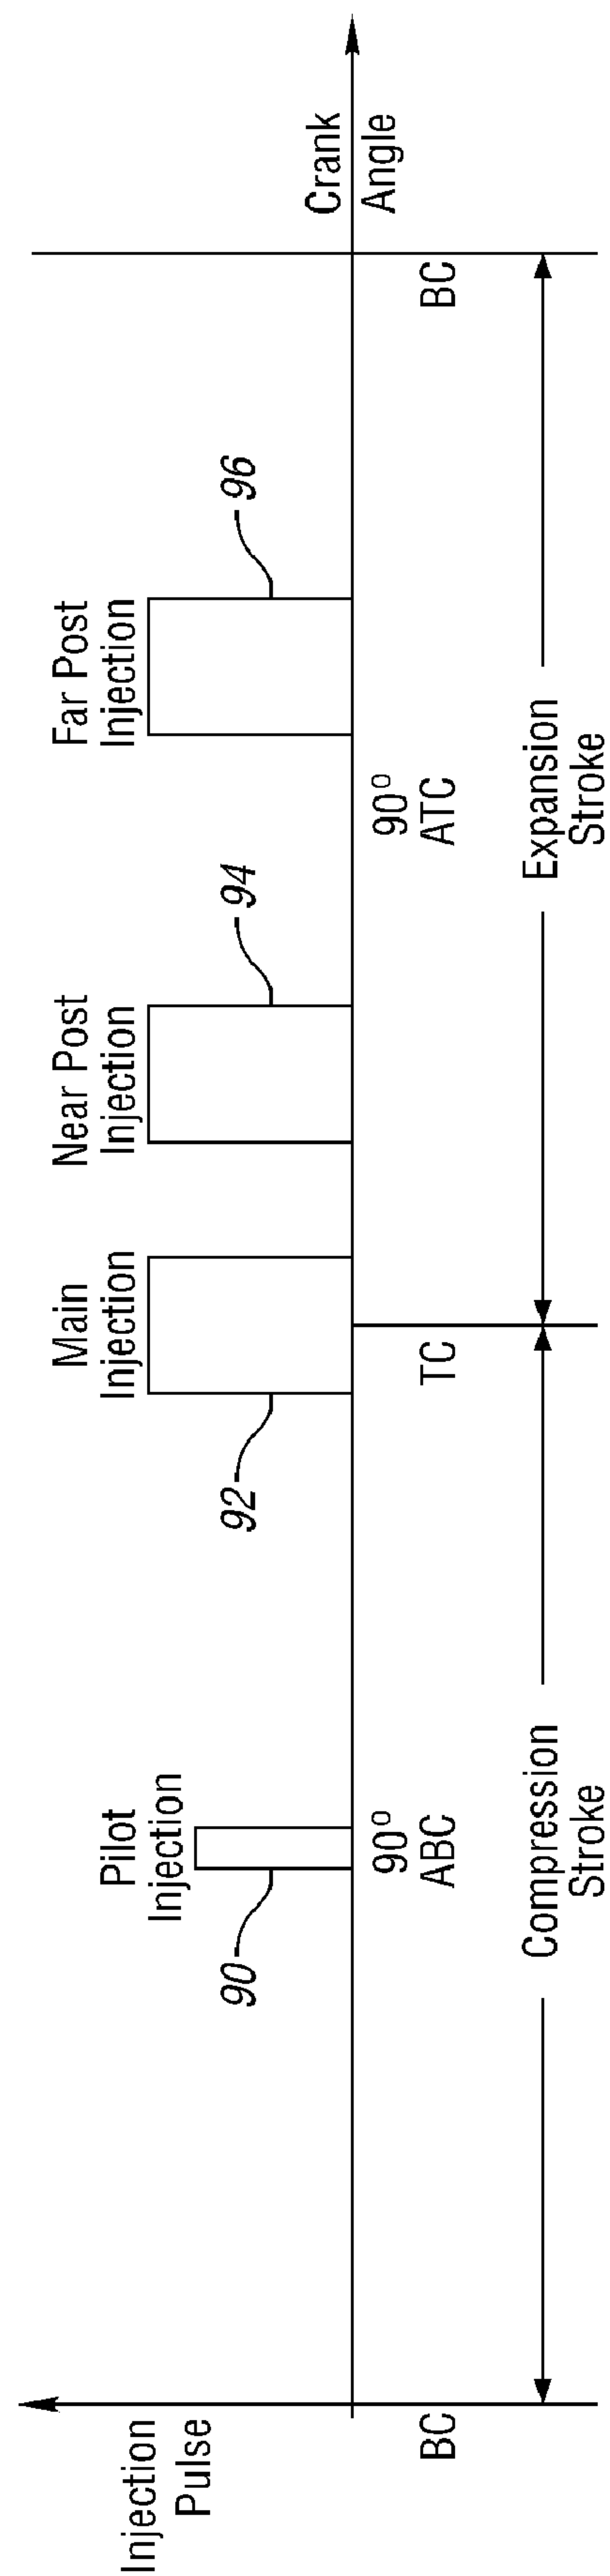 Injection
Pulse
Pilot
Injection
90
Main
Injection
92
Near Post
Injection
94
Far Post
Injection
96
Crank
Angle
BC
90°
ABC
TC
90°
ATC
BC
Compression
Stroke
Expansion
Stroke